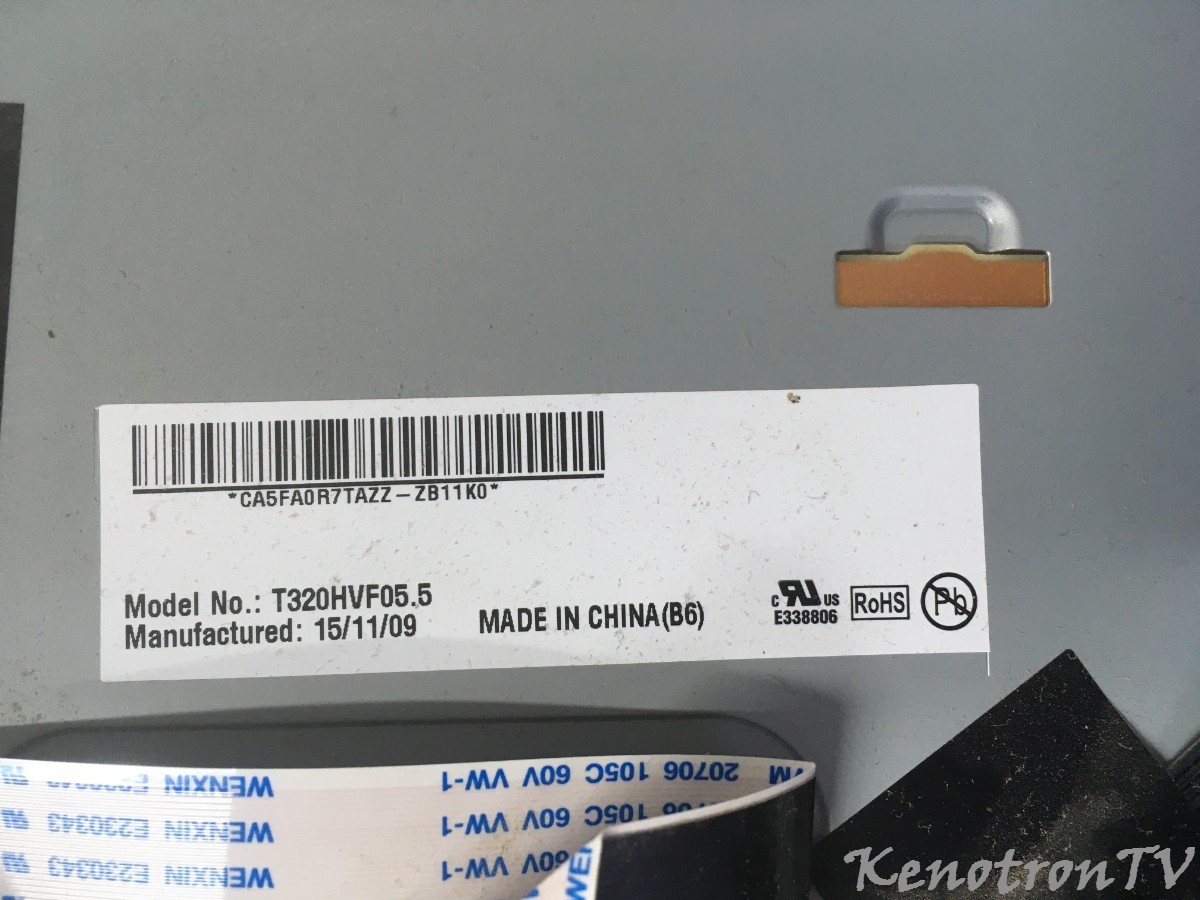 *CA5FA0R7TAZZ-ZB11K0*
Model No.: T320HVF05.5
Manufactured: 15/11/09
MADE IN CHINA(B6)
C UL US
E338806
RoHS
Pb
WENXIN VW-1 60V 105C 20706
WENXIN E230343 VW-1 60V 105C
WENXIN E230343 VW-1 60V
KenotronTV